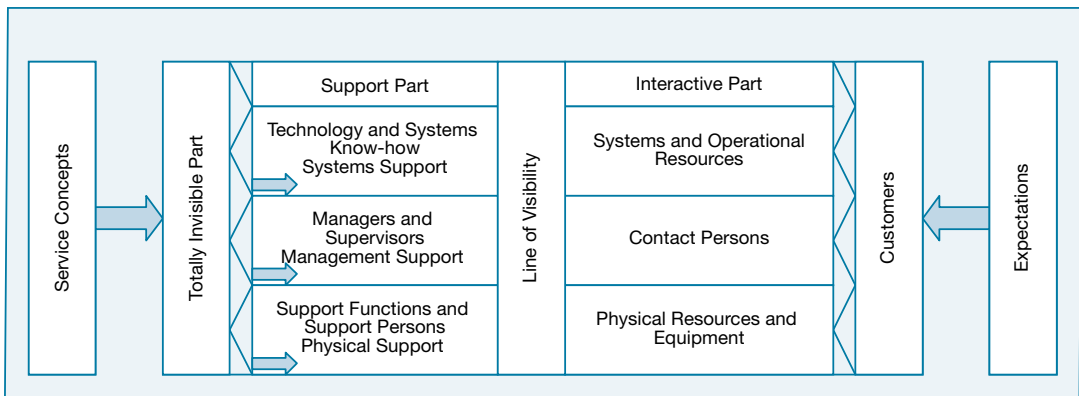 Service Concepts
Totally Invisible Part
Support Part
Technology and Systems
Know-how
Systems Support
Managers and
Supervisors
Management Support
Support Functions and
Support Persons
Physical Support
Line of Visibility
Interactive Part
Systems and Operational
Resources
Contact Persons
Physical Resources and
Equipment
Customers
Expectations